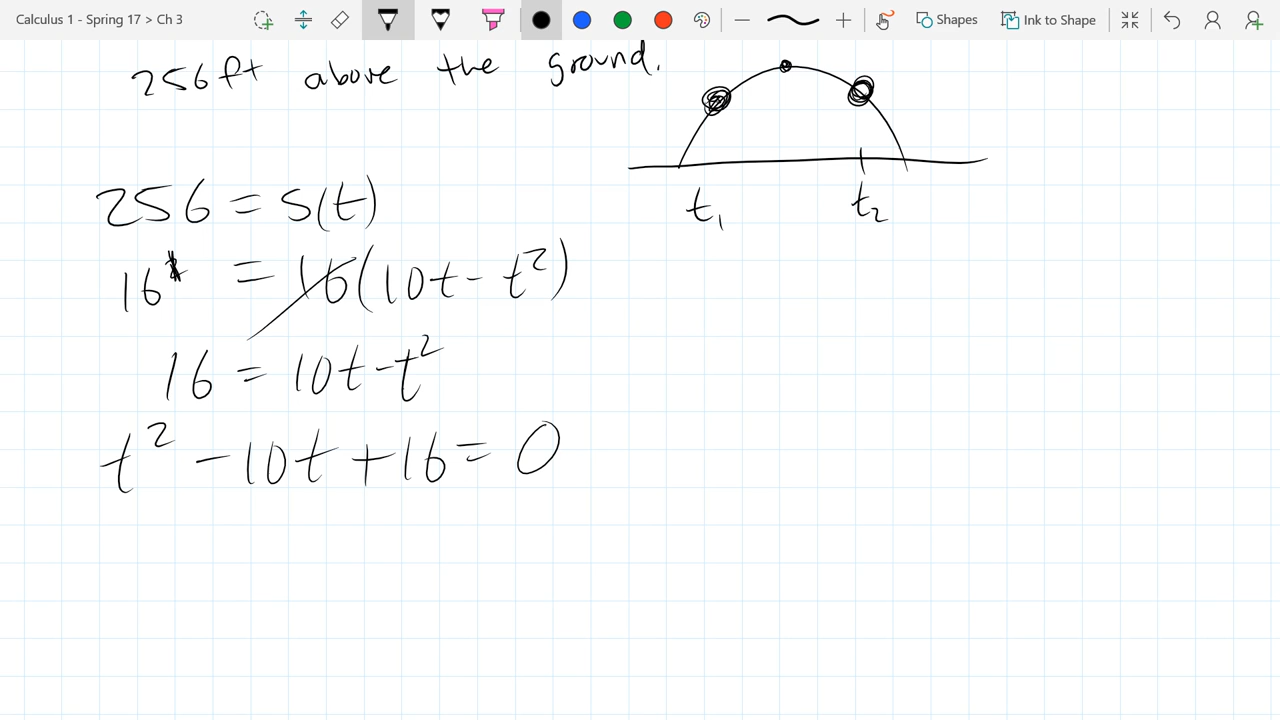 Calculus 1 - Spring 17 > Ch 3
Shapes
Ink to Shape
256 ft above the ground.
t₁ t₂
256 = s(t)
16 = 16(10t - t²)
16 = 10t - t²
t² - 10t + 16 = 0